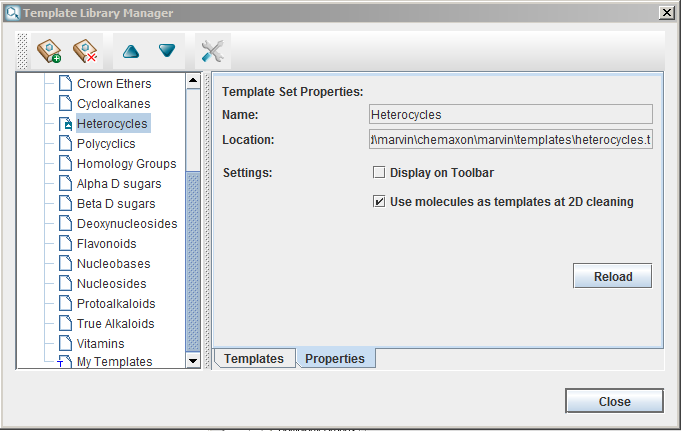 Template Library Manager
Crown Ethers
Cycloalkanes
Heterocycles
Polycyclics
Homology Groups
Alpha D sugars
Beta D sugars
Deoxynucleosides
Flavonoids
Nucleobases
Nucleosides
Protoalkaloids
True Alkaloids
Vitamins
My Templates
Template Set Properties:
Name: Heterocycles
Location: t\marvin\chemaxon\marvin\templates\heterocycles.t
Settings: Display on Toolbar
Use molecules as templates at 2D cleaning
Reload
Templates Properties
Close